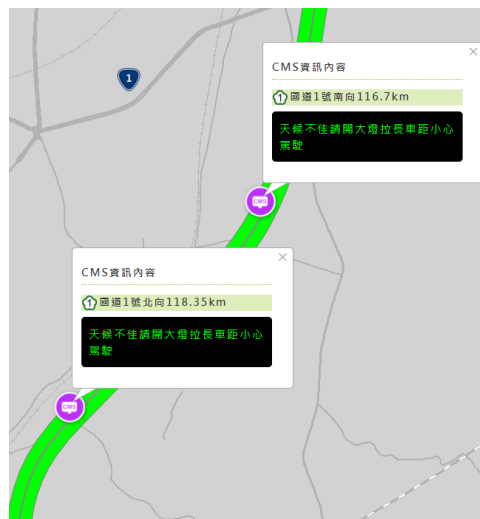 1
CMS資訊內容
1 國道1號南向116.7km
天候不佳請開大燈拉長車距小心
駕駛
CMS
CMS資訊內容
1 國道1號北向118.35km
天候不佳請開大燈拉長車距小心
駕駛
CMS